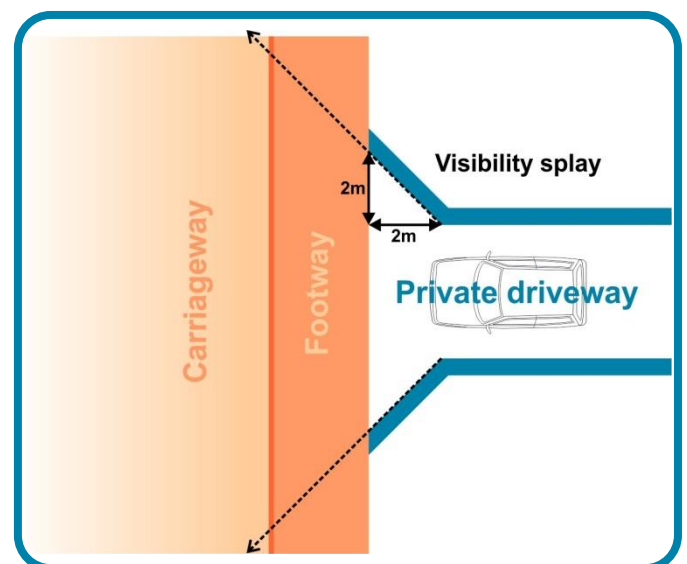 Visibility splay
2m
2m
Carriageway
Footway
Private driveway